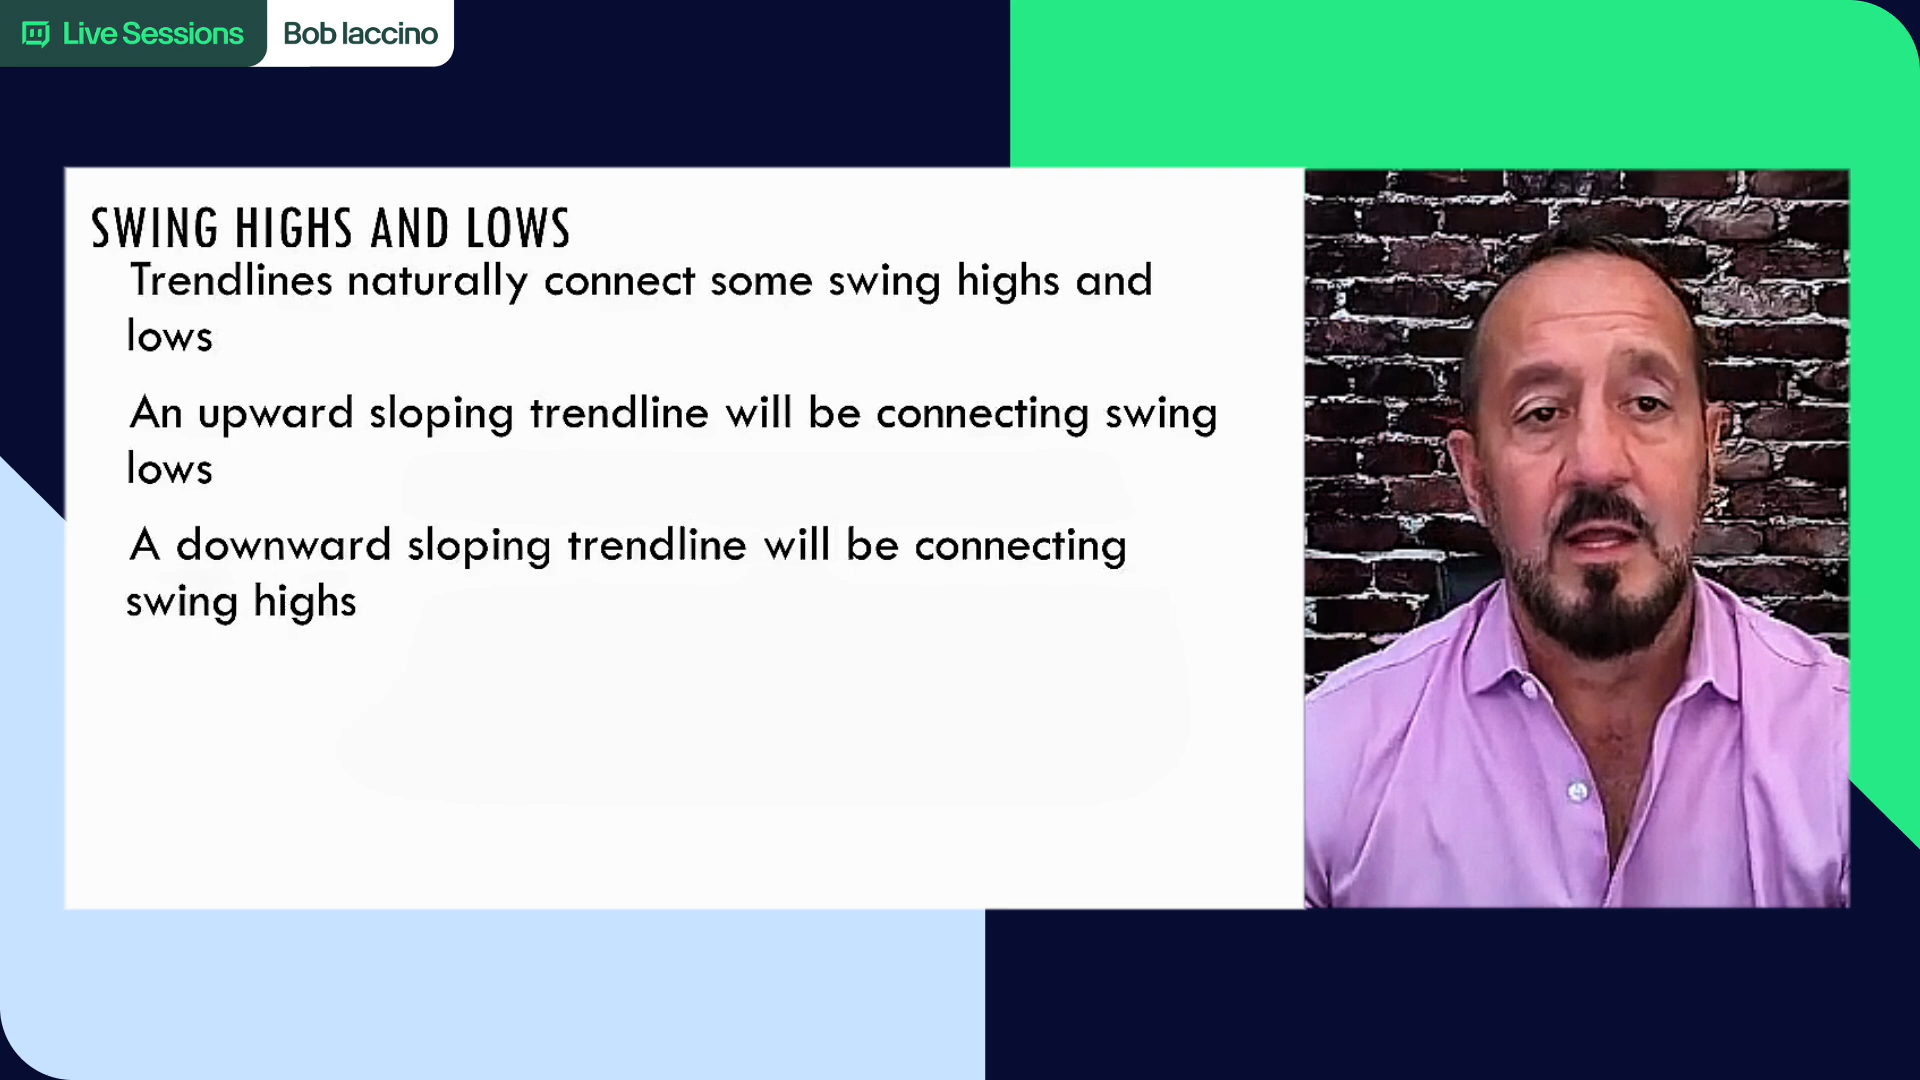 Live Sessions
Bob Iaccino
SWING HIGHS AND LOWS
Trendlines naturally connect some swing highs and
lows
An upward sloping trendline will be connecting swing
lows
A downward sloping trendline will be connecting
swing highs